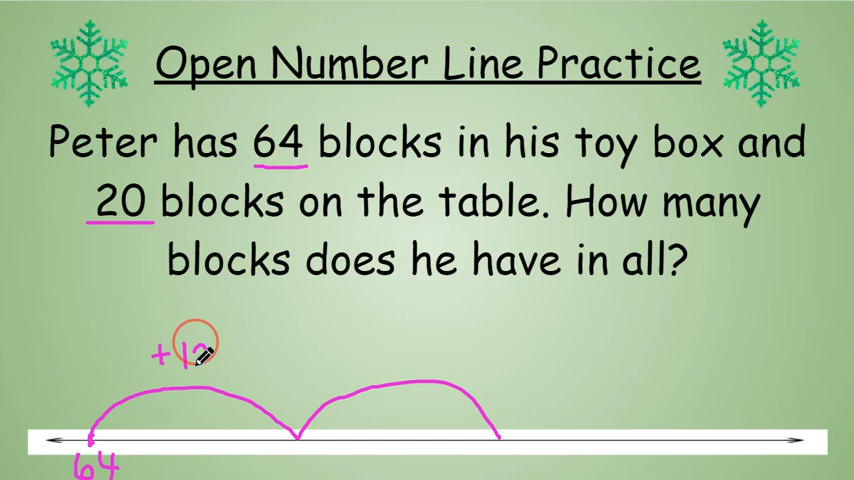 Open Number Line Practice
Peter has 64 blocks in his toy box and
20 blocks on the table. How many
blocks does he have in all?
64